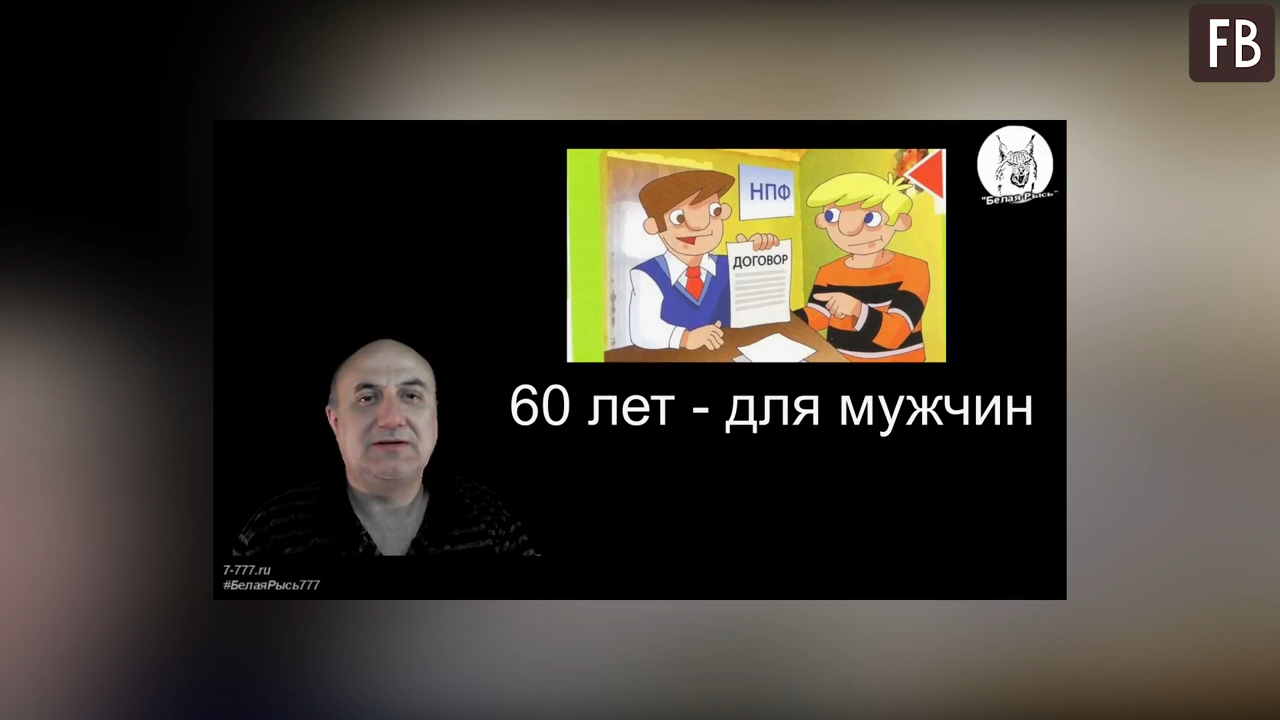 FB
"Белая Рысь"
НПФ
ДОГОВОР
60 лет - для мужчин
7-777.ru
#БелаяРысь777